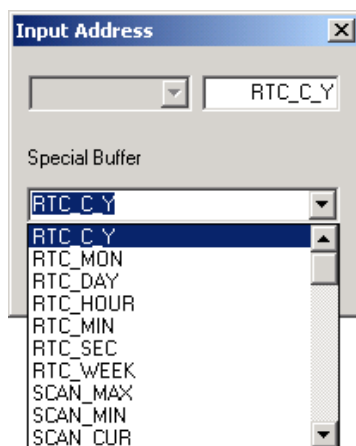 Input Address
RTC_C_Y
Special Buffer
RTC_C_Y
RTC_C_Y
RTC_MON
RTC_DAY
RTC_HOUR
RTC_MIN
RTC_SEC
RTC_WEEK
SCAN_MAX
SCAN_MIN
SCAN_CUR